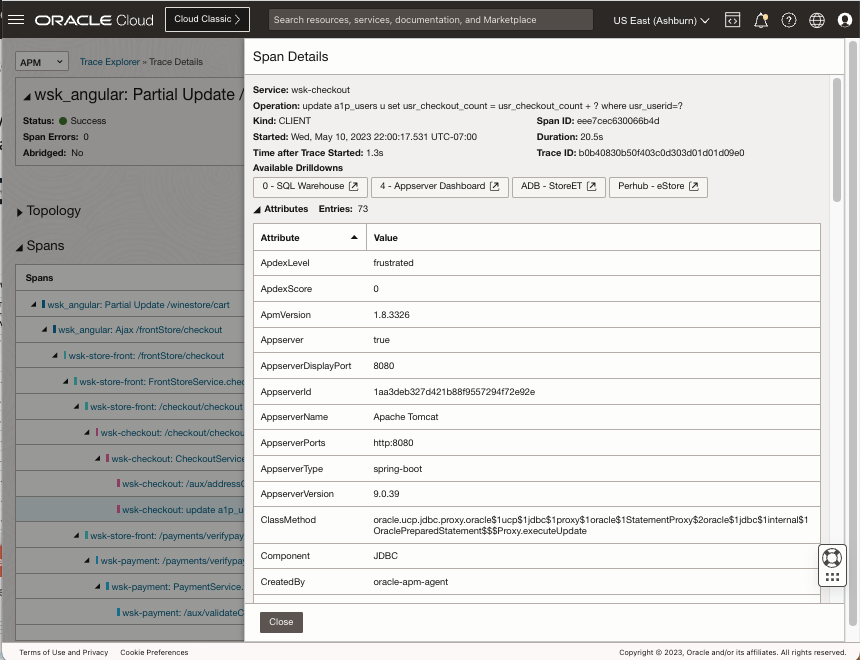 ORACLE Cloud
Cloud Classic
Search resources, services, documentation, and Marketplace
US East (Ashburn)
APM
Trace Explorer » Trace Details
wsk_angular: Partial Update /
Status: Success
Span Errors: 0
Abridged: No
Topology
Spans
Spans
wsk_angular: Partial Update /winestore/cart
wsk_angular: Ajax /frontStore/checkout
wsk-store-front: /frontStore/checkout
wsk-store-front: FrontStoreService.chec
wsk-store-front: /checkout/checkout
wsk-checkout: /checkout/checkou
wsk-checkout: CheckoutService
wsk-checkout: /aux/addressC
wsk-checkout: update a1p_u
wsk-store-front: /payments/verifypay
wsk-payment: /payments/verifypay
wsk-payment: PaymentService.
wsk-payment: /aux/validateC
Span Details
Service: wsk-checkout
Operation: update a1p_users u set usr_checkout_count = usr_checkout_count + ? where usr_userid=?
Kind: CLIENT
Span ID: eee7cec630066b4d
Started: Wed, May 10, 2023 22:00:17.531 UTC-07:00
Duration: 20.5s
Time after Trace Started: 1.3s
Trace ID: b0b40830b50f403c0d303d01d01d09e0
Available Drilldowns
0 - SQL Warehouse
4 - Appserver Dashboard
ADB - StoreET
Perhub - eStore
Attributes Entries: 73
Attribute Value
ApdexLevel frustrated
ApdexScore 0
ApmVersion 1.8.3326
Appserver true
AppserverDisplayPort 8080
AppserverId 1aa3deb327d421b88f9557294f72e92e
AppserverName Apache Tomcat
AppserverPorts http:8080
AppserverType spring-boot
AppserverVersion 9.0.39
ClassMethod oracle.ucp.jdbc.proxy.oracle$1ucp$1jdbc$1proxy$1oracle$1StatementProxy$2oracle$1jdbc$1internal$1
OraclePreparedStatement$$$Proxy.executeUpdate
Component JDBC
CreatedBy oracle-apm-agent
Close
Terms of Use and Privacy Cookie Preferences
Copyright © 2023, Oracle and/or its affiliates. All rights reserved.